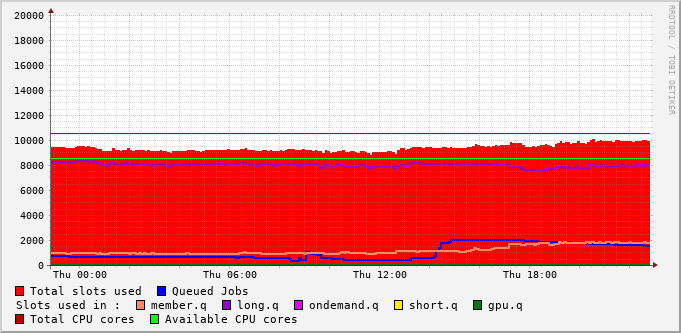 RRDTOOL / TOBI OETIKER
20000
18000
16000
14000
12000
10000
8000
6000
4000
2000
0
Thu 00:00 Thu 06:00 Thu 12:00 Thu 18:00
Total slots used Queued Jobs
Slots used in : member.q long.q ondemand.q short.q gpu.q
Total CPU cores Available CPU cores